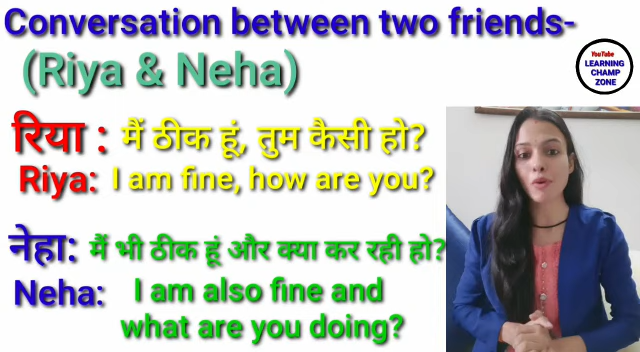 Conversation between two friends-
(Riya & Neha)
YouTube
LEARNING
CHAMP
ZONE
रिया : मैं ठीक हूं, तुम कैसी हो?
Riya: I am fine, how are you?
नेहा: मैं भी ठीक हूं और क्या कर रही हो?
Neha: I am also fine and
what are you doing?